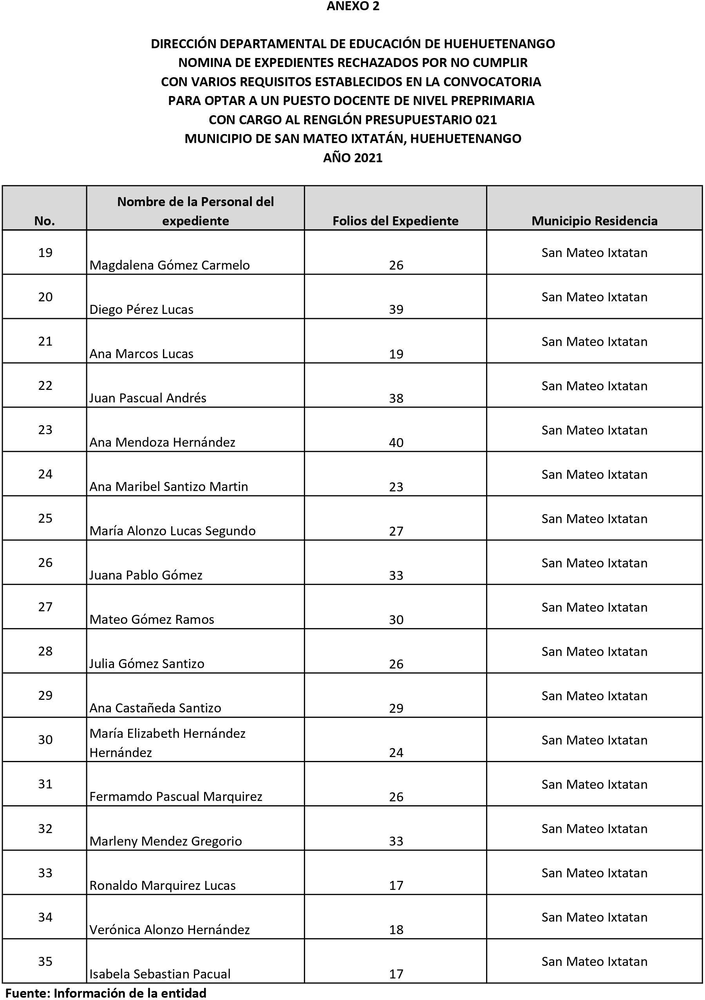 ANEXO 2
DIRECCIÓN DEPARTAMENTAL DE EDUCACIÓN DE HUEHUETENANGO
NOMINA DE EXPEDIENTES RECHAZADOS POR NO CUMPLIR
CON VARIOS REQUISITOS ESTABLECIDOS EN LA CONVOCATORIA
PARA OPTAR A UN PUESTO DOCENTE DE NIVEL PREPRIMARIA
CON CARGO AL RENGLÓN PRESUPUESTARIO 021
MUNICIPIO DE SAN MATEO IXTATÁN, HUEHUETENANGO
AÑO 2021
No. Nombre de la Personal del expediente Folios del Expediente Municipio Residencia
19 Magdalena Gómez Carmelo 26 San Mateo Ixtatan
20 Diego Pérez Lucas 39 San Mateo Ixtatan
21 Ana Marcos Lucas 19 San Mateo Ixtatan
22 Juan Pascual Andrés 38 San Mateo Ixtatan
23 Ana Mendoza Hernández 40 San Mateo Ixtatan
24 Ana Maribel Santizo Martin 23 San Mateo Ixtatan
25 María Alonzo Lucas Segundo 27 San Mateo Ixtatan
26 Juana Pablo Gómez 33 San Mateo Ixtatan
27 Mateo Gómez Ramos 30 San Mateo Ixtatan
28 Julia Gómez Santizo 26 San Mateo Ixtatan
29 Ana Castañeda Santizo 29 San Mateo Ixtatan
30 María Elizabeth Hernández Hernández 24 San Mateo Ixtatan
31 Fermamdo Pascual Marquirez 26 San Mateo Ixtatan
32 Marleny Mendez Gregorio 33 San Mateo Ixtatan
33 Ronaldo Marquirez Lucas 17 San Mateo Ixtatan
34 Verónica Alonzo Hernández 18 San Mateo Ixtatan
35 Isabela Sebastian Pacual 17 San Mateo Ixtatan
Fuente: Información de la entidad